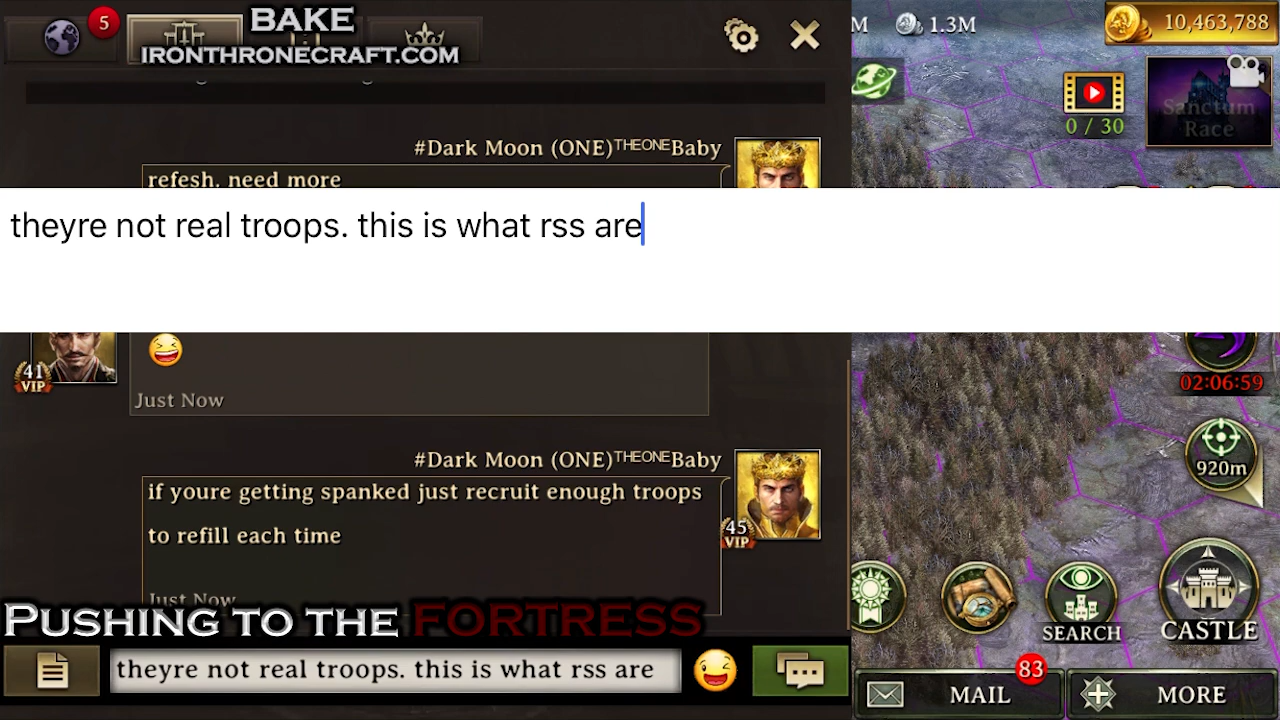 5
BAKE
IRONTHRONECRAFT.COM
M
1.3M
10,463,788
0 / 30
Sanctum
Race
#Dark Moon (ONE)THEONEBaby
refesh. need more
theyre not real troops. this is what rss are
41
VIP
Just Now
02:06:59
#Dark Moon (ONE)THEONEBaby
if youre getting spanked just recruit enough troops
to refill each time
45
VIP
Just Now
920m
PUSHING TO THE FORTRESS
SEARCH
CASTLE
theyre not real troops. this is what rss are
83
MAIL
MORE